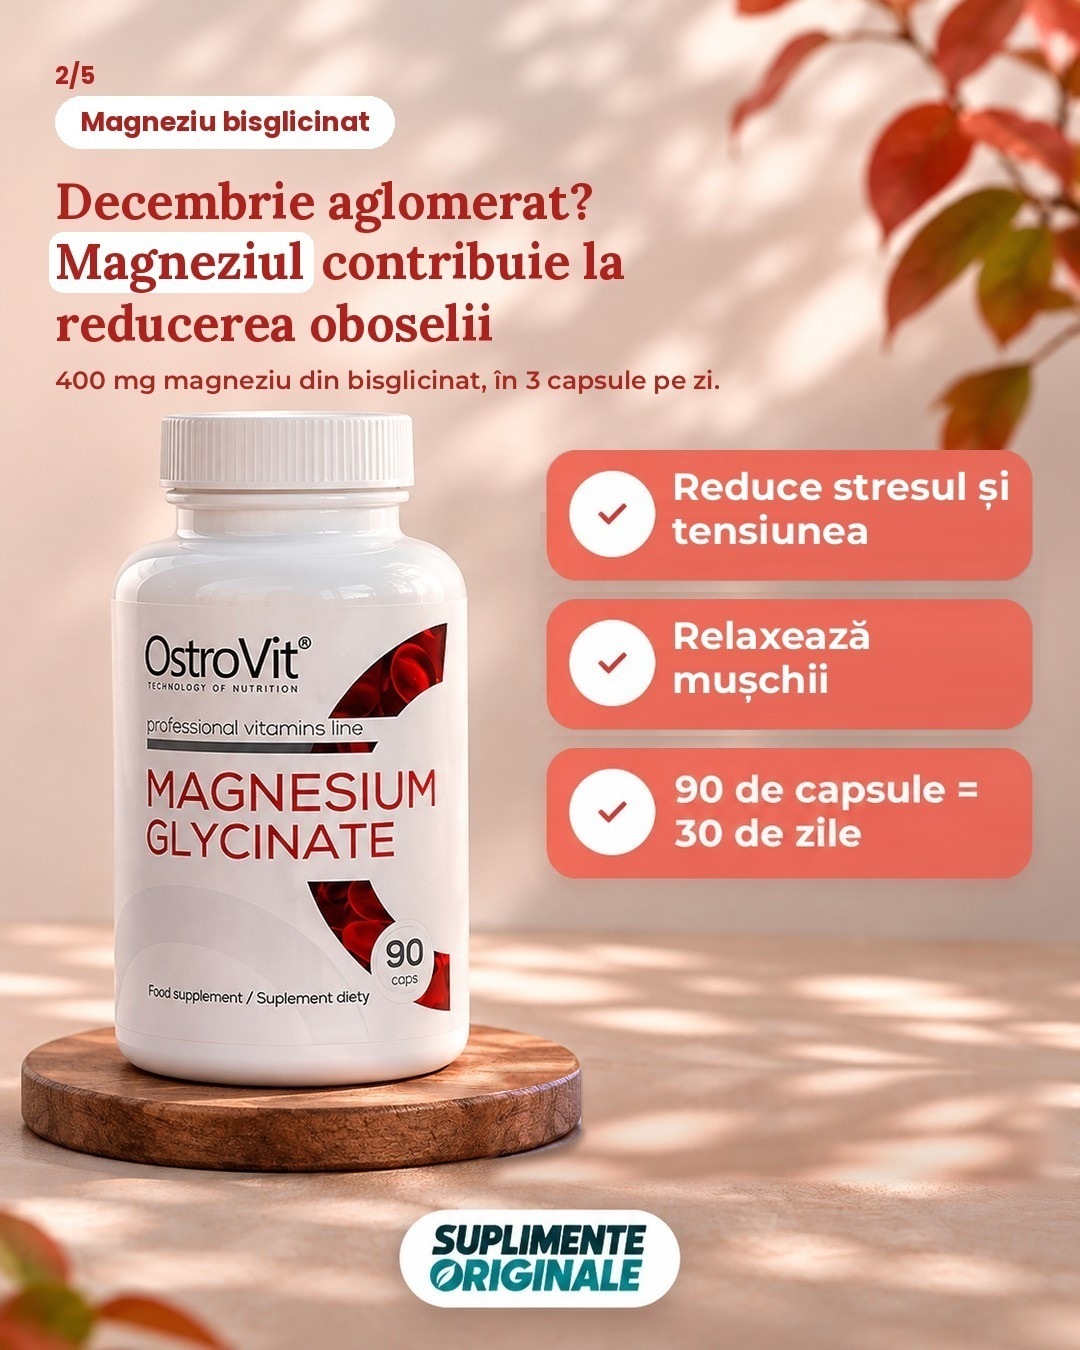 2/5
Magneziu bisglicinat
Decembrie aglomerat?
Magneziul contribuie la
reducerea oboselii
400 mg magneziu din bisglicinat, în 3 capsule pe zi.
Reduce stresul și
tensiunea
Relaxează
mușchii
90 de capsule =
30 de zile
OstroVit®
TECHNOLOGY OF NUTRITION
professional vitamins line
MAGNESIUM
GLYCINATE
90
caps
Food supplement / Suplement diety
SUPLIMENTE
ORIGINALE